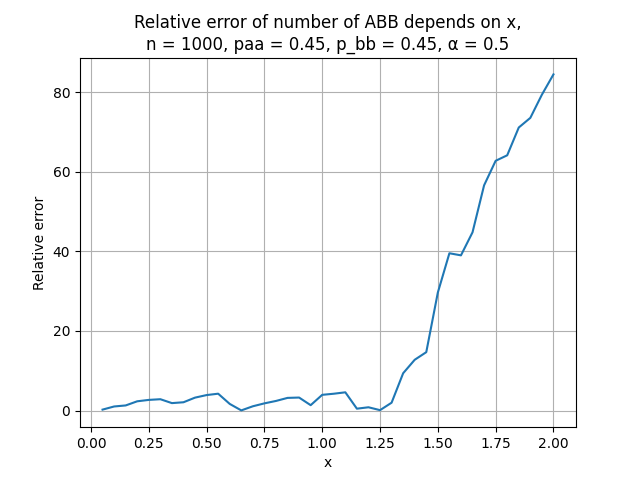 Relative error of number of ABB depends on x,
n = 1000, paa = 0.45, p_bb = 0.45, α = 0.5
80
60
40
20
0
Relative error
0.00 0.25 0.50 0.75 1.00 1.25 1.50 1.75 2.00
x